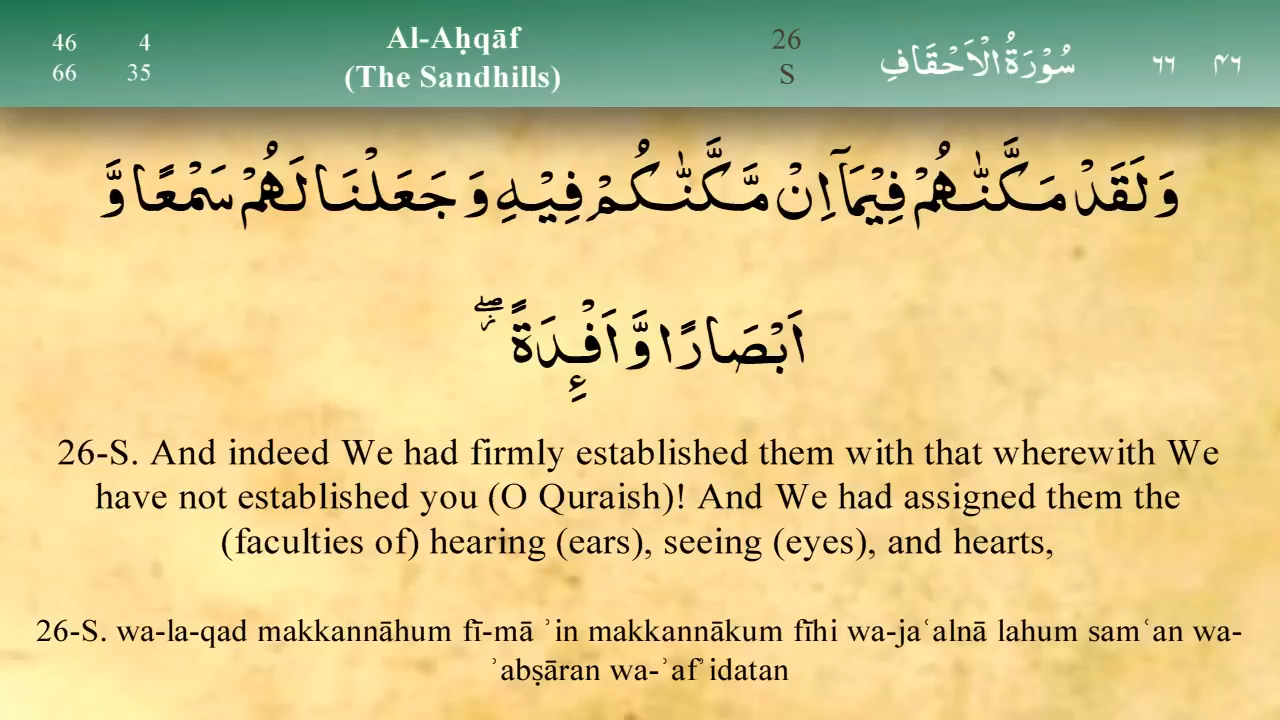 46 4
66 35
Al-Aḥqāf
(The Sandhills)
26
S
سُوْرَةُ الْاَحْقَافِ
٦٦ ۴٦
وَلَقَدْ مَكَّنّٰهُمْ فِيْمَآ اِنْ مَّكَّنّٰكُمْ فِيْهِ وَجَعَلْنَا لَهُمْ سَمْعًا وَّ
اَبْصَارًا وَّاَفْـِٕدَةً ۖ ز
26-S. And indeed We had firmly established them with that wherewith We
have not established you (O Quraish)! And We had assigned them the
(faculties of) hearing (ears), seeing (eyes), and hearts,
26-S. wa-la-qad makkannāhum fī-mā ʾin makkannākum fīhi wa-jaʿalnā lahum samʿan wa-
ʾabṣāran wa-ʾafʾidatan